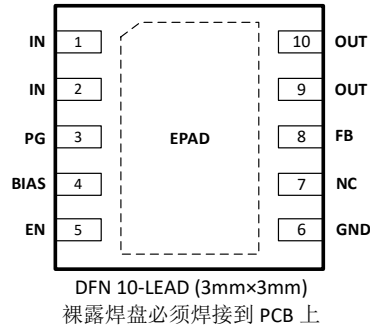 IN 1 10 OUT
IN 2 9 OUT
PG 3 EPAD 8 FB
BIAS 4 7 NC
EN 5 6 GND
DFN 10-LEAD (3mm×3mm)
裸露焊盘必须焊接到 PCB 上